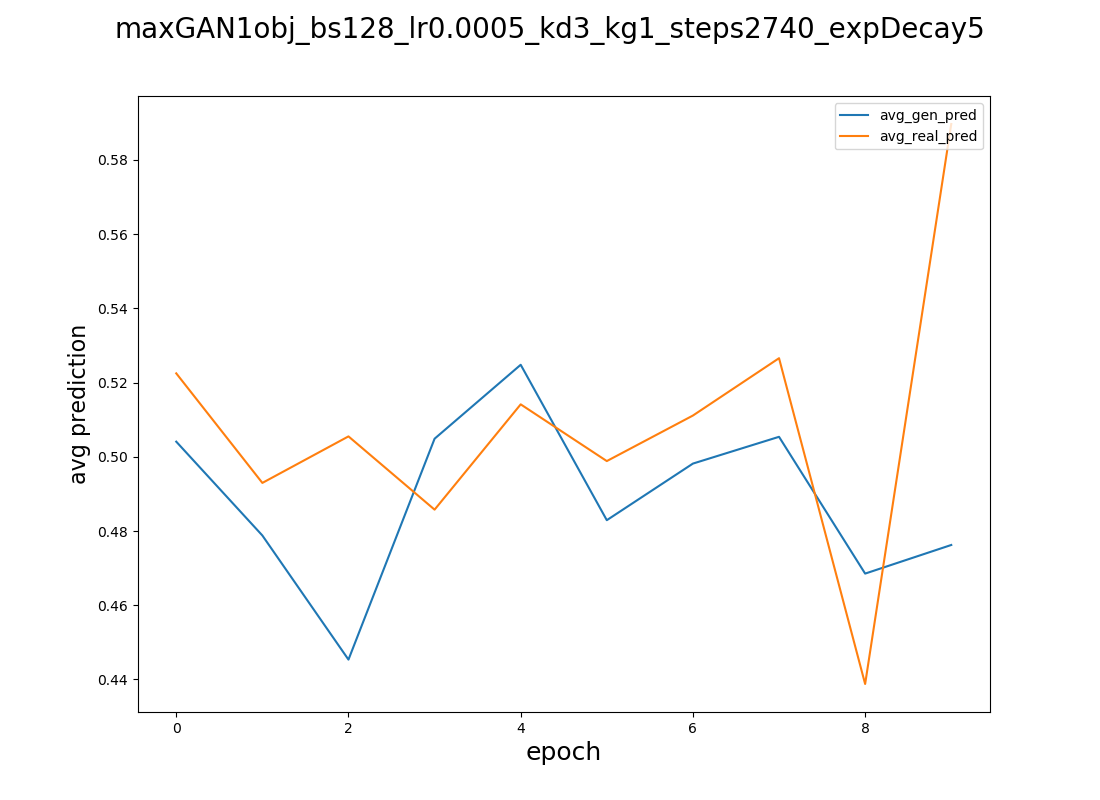 maxGAN1obj_bs128_lr0.0005_kd3_kg1_steps2740_expDecay5
avg_gen_pred
avg_real_pred
avg prediction
0.58
0.56
0.54
0.52
0.50
0.48
0.46
0.44
0 2 4 6 8
epoch